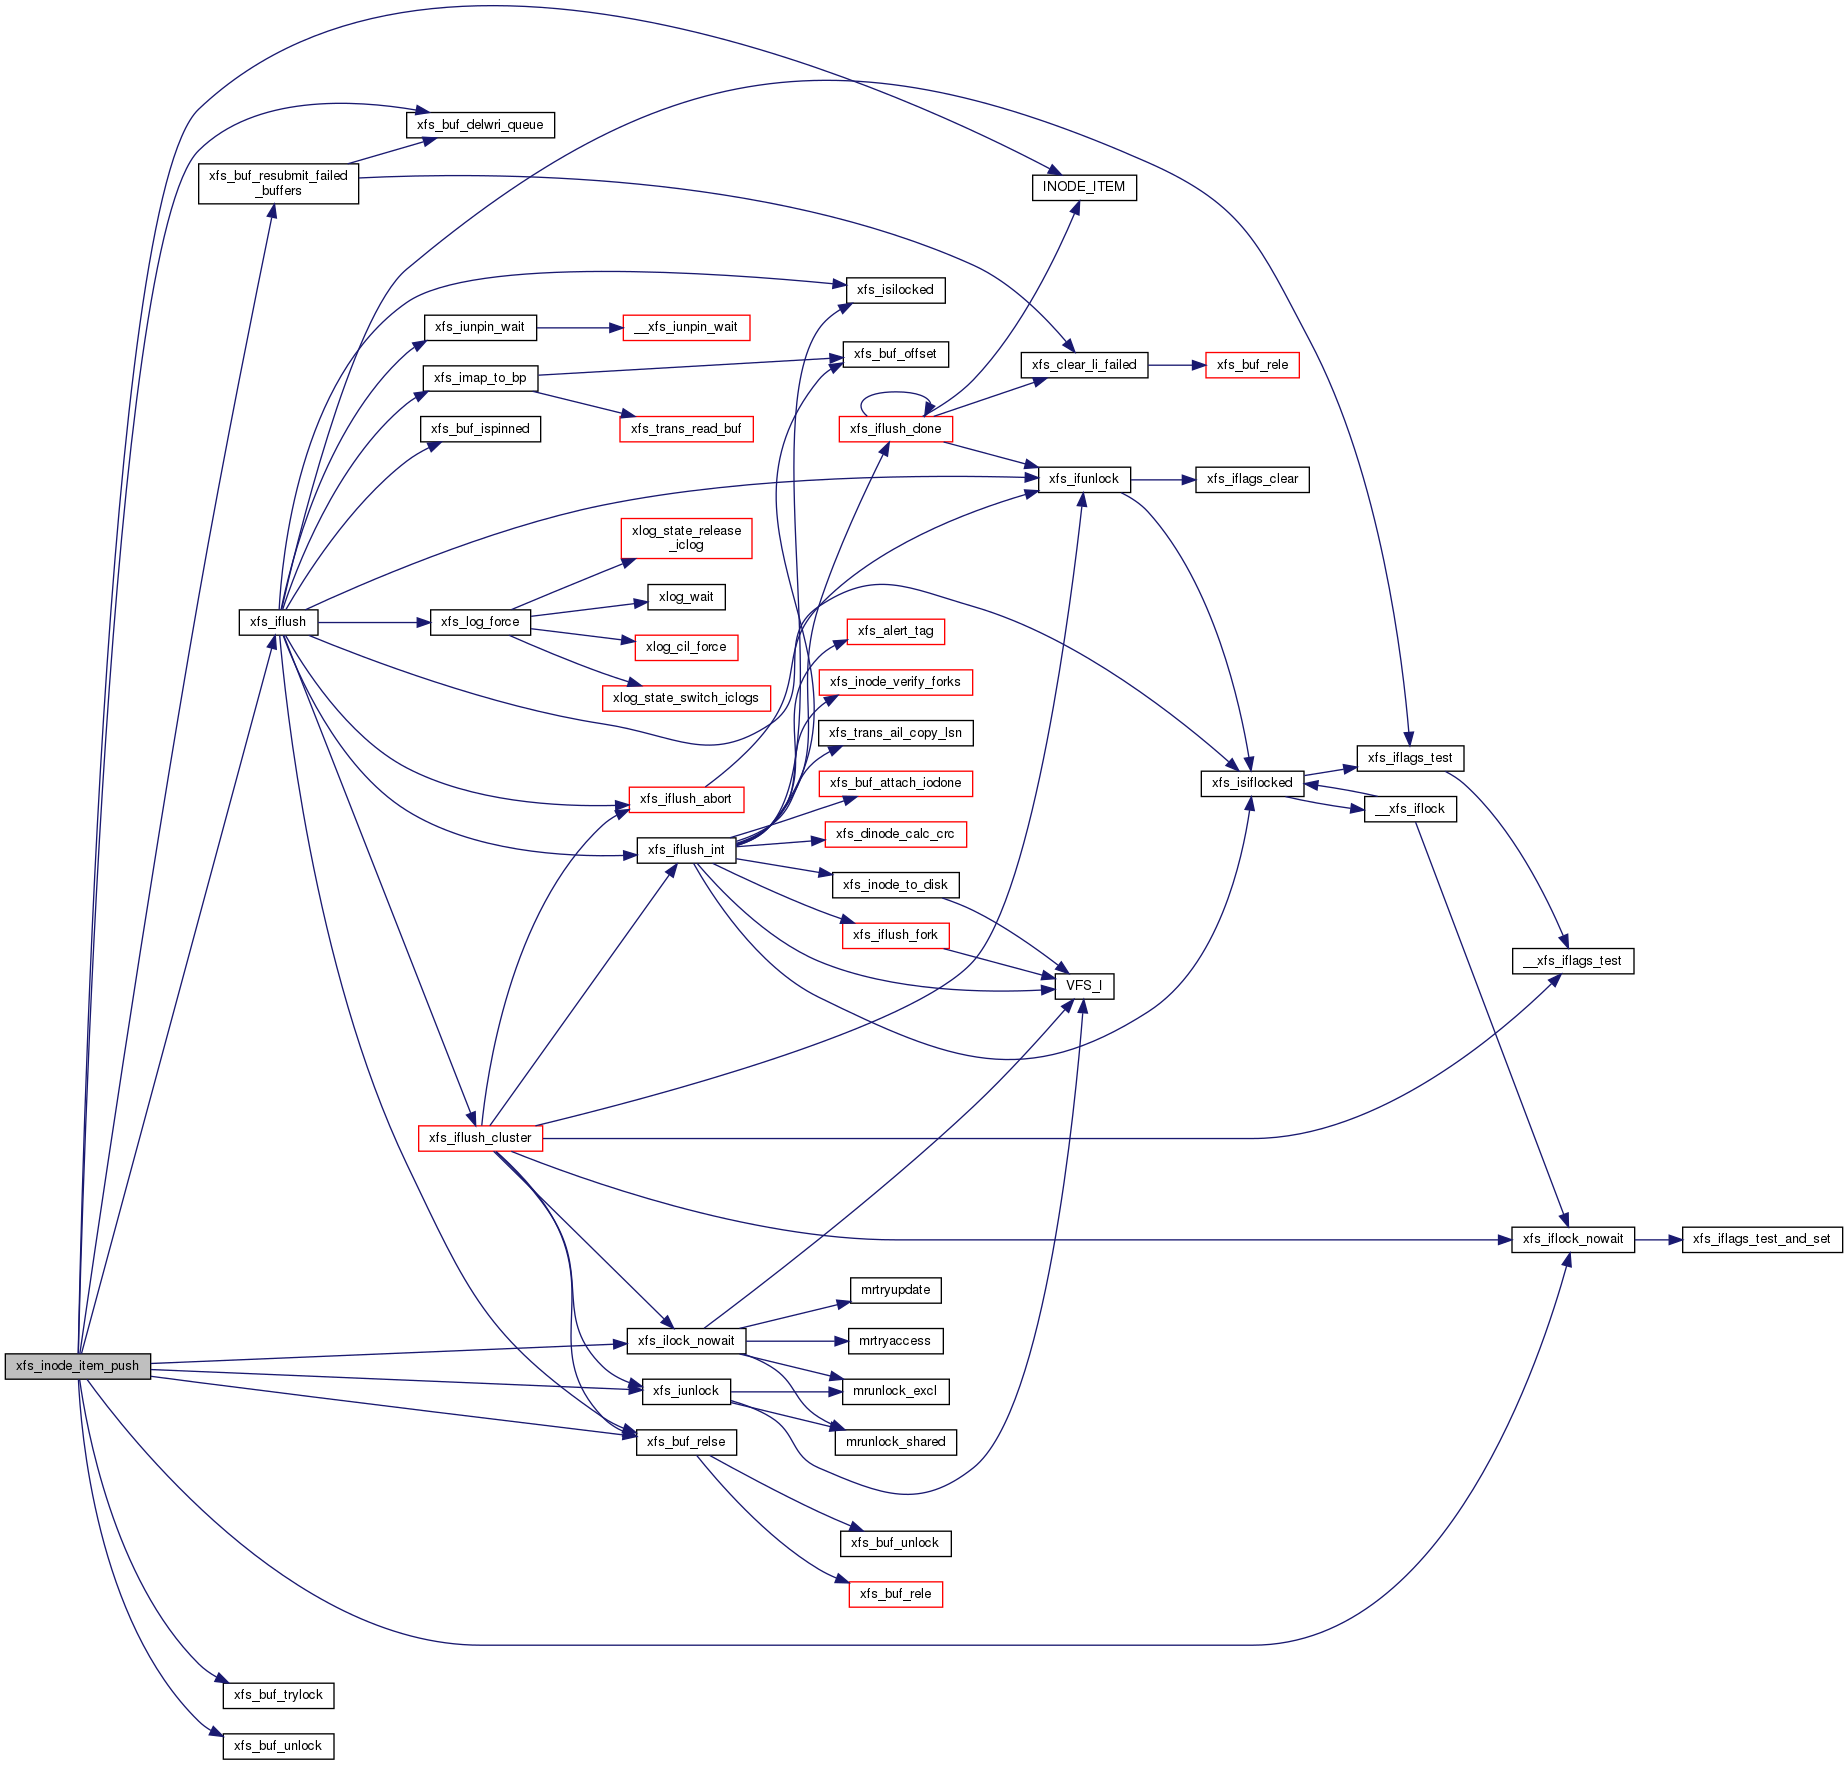 xfs_buf_delwri_queue
xfs_buf_resubmit_failed
_buffers
INODE_ITEM
xfs_isilocked
xfs_iunpin_wait
__xfs_iunpin_wait
xfs_buf_offset
xfs_imap_to_bp
xfs_clear_li_failed
xfs_buf_rele
xfs_buf_ispinned
xfs_trans_read_buf
xfs_iflush_done
xfs_ifunlock
xfs_iflags_clear
xlog_state_release
_iclog
xlog_wait
xfs_iflush
xfs_log_force
xlog_cil_force
xfs_alert_tag
xlog_state_switch_iclogs
xfs_inode_verify_forks
xfs_trans_ail_copy_lsn
xfs_iflags_test
xfs_isiflocked
xfs_buf_attach_iodone
xfs_iflush_abort
__xfs_iflock
xfs_iflush_int
xfs_dinode_calc_crc
xfs_inode_to_disk
xfs_iflush_fork
__xfs_iflags_test
VFS_I
xfs_iflush_cluster
xfs_iflock_nowait
xfs_iflags_test_and_set
mrtryupdate
xfs_ilock_nowait
mrtryaccess
xfs_inode_item_push
xfs_iunlock
mrunlock_excl
xfs_buf_relse
mrunlock_shared
xfs_buf_unlock
xfs_buf_rele
xfs_buf_trylock
xfs_buf_unlock